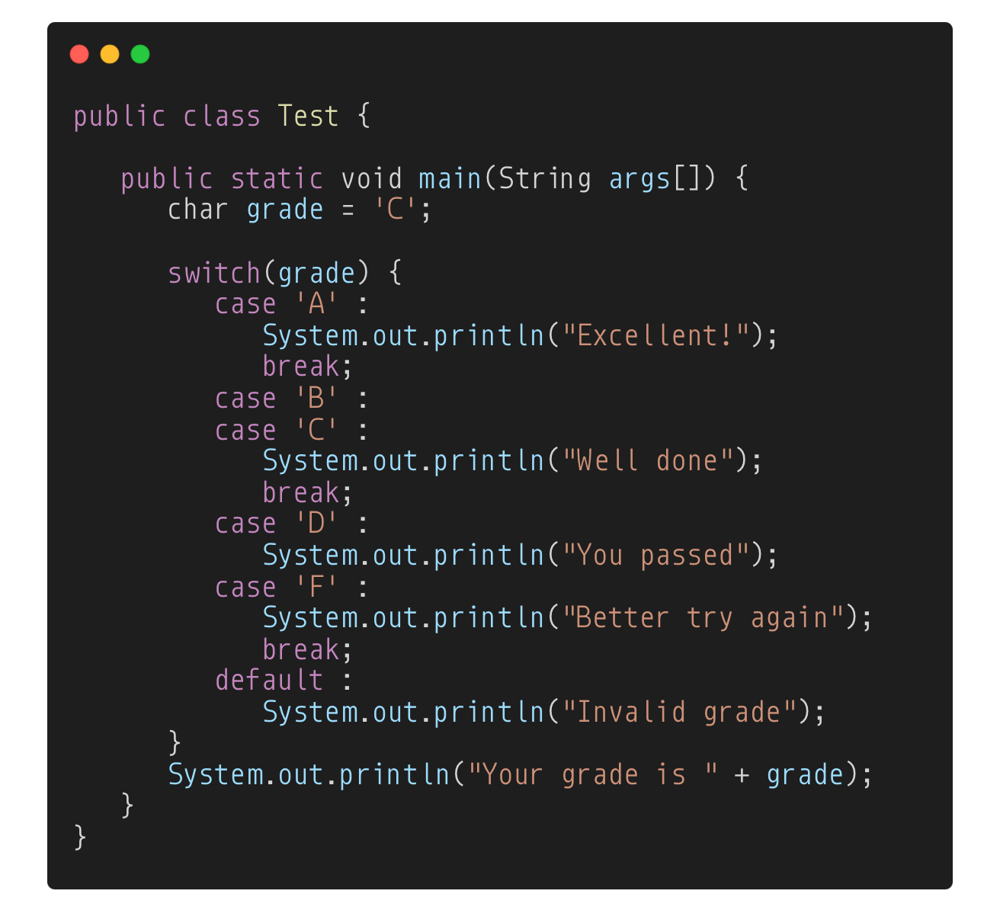 public class Test {
   public static void main(String args[]) {
      char grade = 'C';
      switch(grade) {
         case 'A' :
            System.out.println("Excellent!");
            break;
         case 'B' :
         case 'C' :
            System.out.println("Well done");
            break;
         case 'D' :
            System.out.println("You passed");
         case 'F' :
            System.out.println("Better try again");
            break;
         default :
            System.out.println("Invalid grade");
      }
      System.out.println("Your grade is " + grade);
   }
}